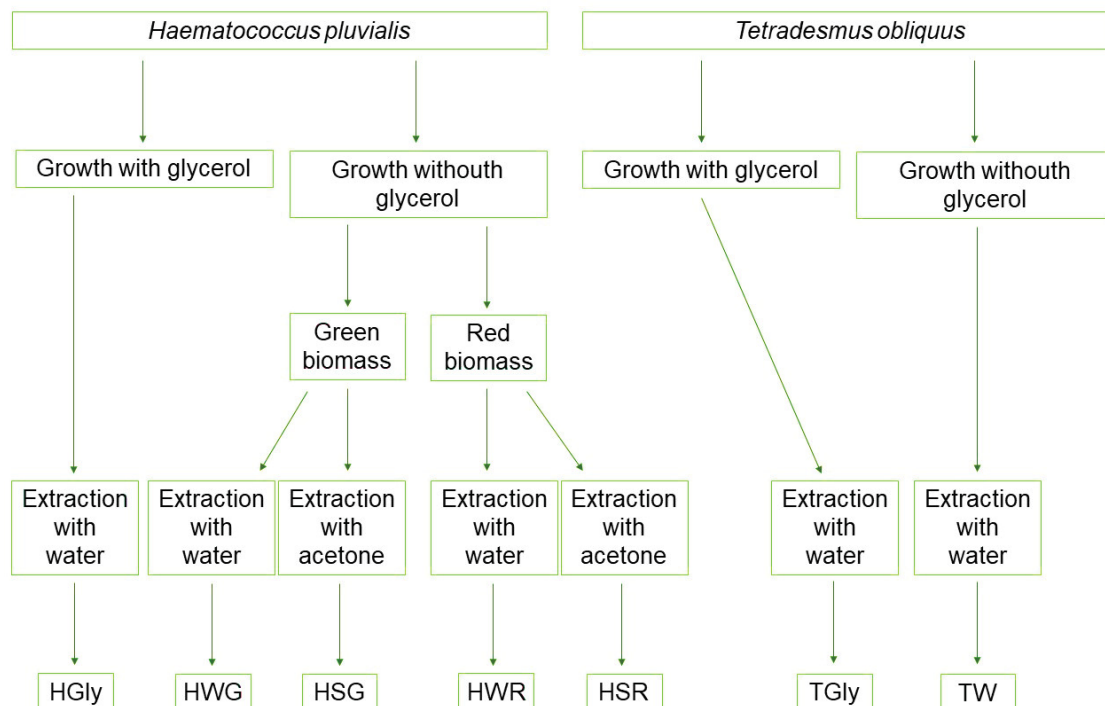 Haematococcus pluvialis
Tetradesmus obliquus
Growth with glycerol
Growth withouth
glycerol
Growth with glycerol
Growth withouth
glycerol
Green
biomass
Red
biomass
Extraction
with
water
Extraction
with
water
Extraction
with
acetone
Extraction
with
water
Extraction
with
acetone
Extraction
with
water
Extraction
with
water
HGly
HWG
HSG
HWR
HSR
TGly
TW